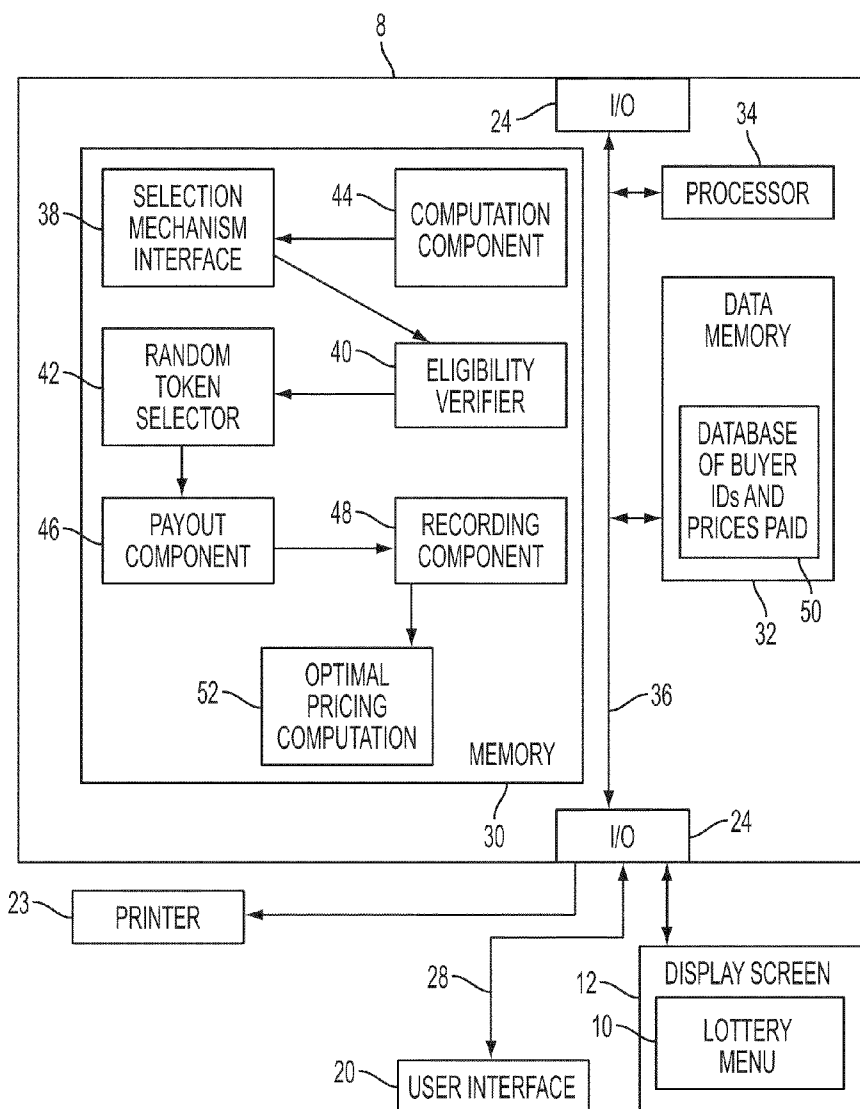 8
24
I/O
34
PROCESSOR
38
SELECTION
MECHANISM
INTERFACE
44
COMPUTATION
COMPONENT
DATA
MEMORY
42
RANDOM
TOKEN
SELECTOR
40
ELIGIBILITY
VERIFIER
DATABASE
OF BUYER
IDs AND
PRICES PAID
50
32
46
PAYOUT
COMPONENT
48
RECORDING
COMPONENT
52
OPTIMAL
PRICING
COMPUTATION
MEMORY
30
36
I/O
24
23
PRINTER
28
12
DISPLAY SCREEN
10
LOTTERY
MENU
20
USER INTERFACE